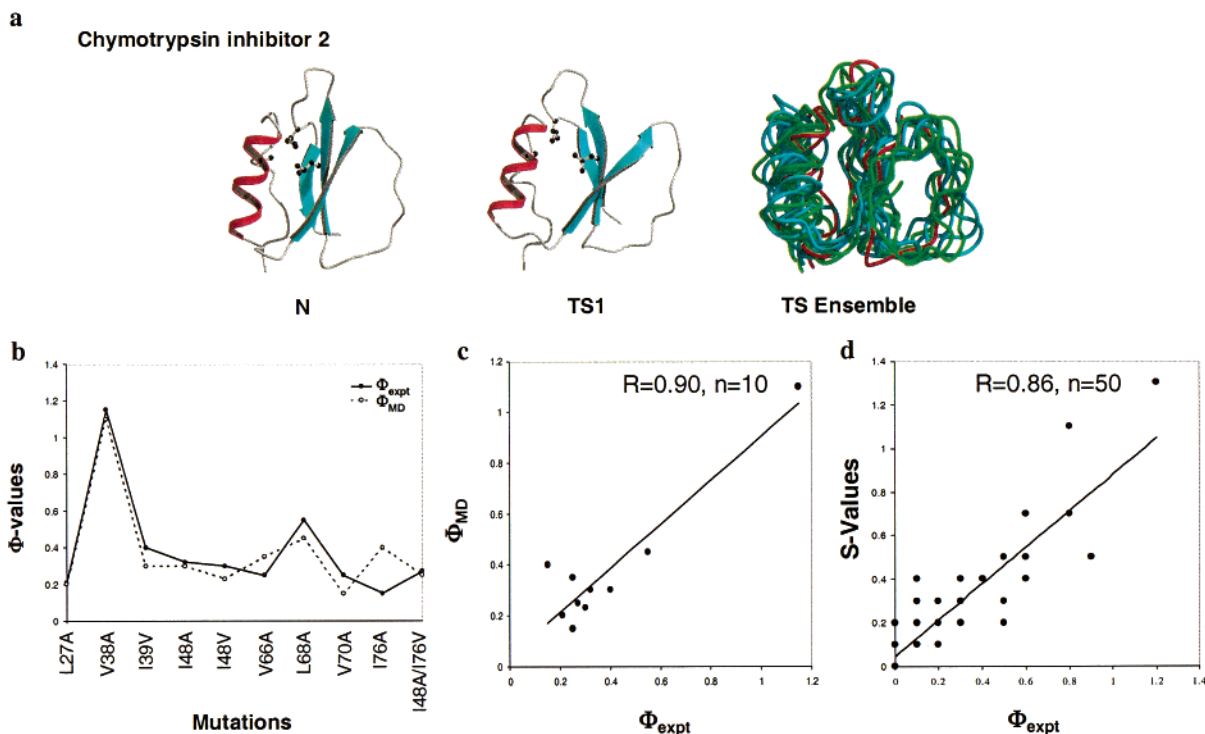 a
Chymotrypsin inhibitor 2
N
TS1
TS Ensemble
b
1.4
1.2
1
0.8
0.6
0.4
0.2
0
Φ-values
Φexpt
ΦMD
L27A
V38A
I39V
I48A
I48V
V66A
L68A
V70A
I76A
I48A/I76V
Mutations
c
R=0.90, n=10
1.2
1
0.8
0.6
0.4
0.2
0
ΦMD
0
0.2
0.4
0.6
0.8
1
1.2
Φexpt
d
R=0.86, n=50
1.4
1.2
1.0
0.8
0.6
0.4
0.2
0
S-Values
0
0.2
0.4
0.6
0.8
1.0
1.2
1.4
Φexpt